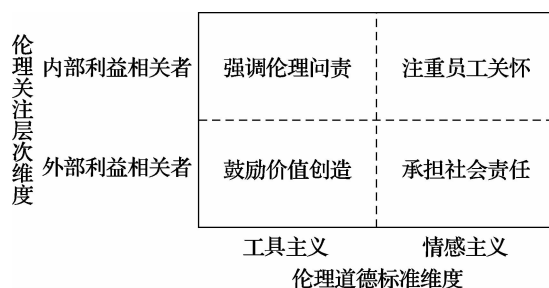 伦理关注层次维度
内部利益相关者
强调伦理问责
注重员工关怀
外部利益相关者
鼓励价值创造
承担社会责任
工具主义
情感主义
伦理道德标准维度